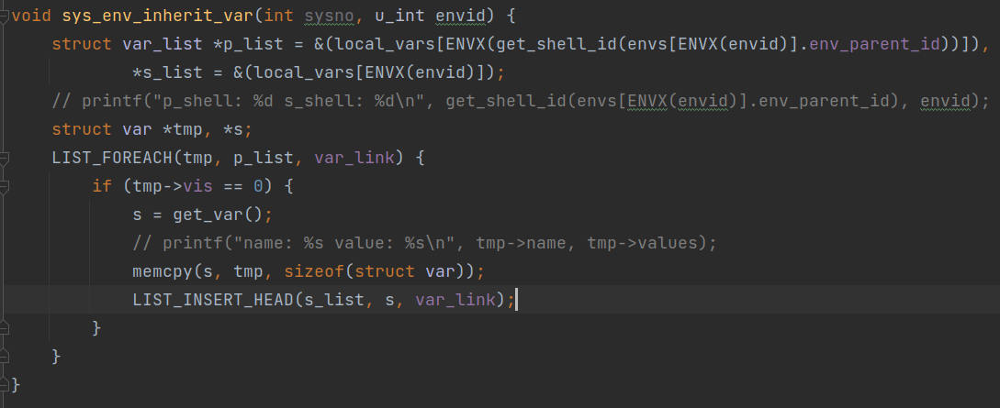 void sys_env_inherit_var(int sysno, u_int envid) {
    struct var_list *p_list = &(local_vars[ENVX(get_shell_id(envs[ENVX(envid)].env_parent_id))]),
            *s_list = &(local_vars[ENVX(envid)]);
    // printf("p_shell: %d s_shell: %d\n", get_shell_id(envs[ENVX(envid)].env_parent_id), envid);
    struct var *tmp, *s;
    LIST_FOREACH(tmp, p_list, var_link) {
        if (tmp->vis == 0) {
            s = get_var();
            // printf("name: %s value: %s\n", tmp->name, tmp->values);
            memcpy(s, tmp, sizeof(struct var));
            LIST_INSERT_HEAD(s_list, s, var_link);
        }
    }
}